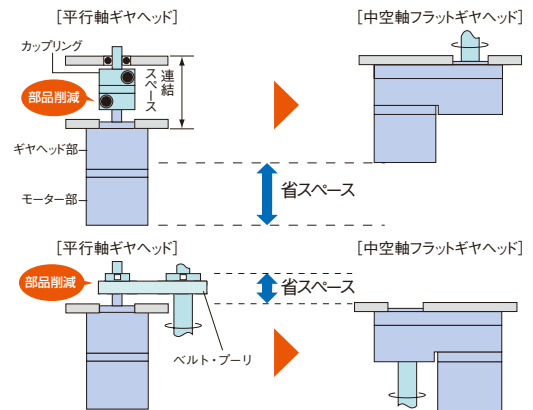 [平行軸ギヤヘッド]
[中空軸フラットギヤヘッド]
カップリング
連結
スペース
部品削減
ギヤヘッド部
モーター部
省スペース
[平行軸ギヤヘッド]
[中空軸フラットギヤヘッド]
部品削減
省スペース
ベルト・プーリ